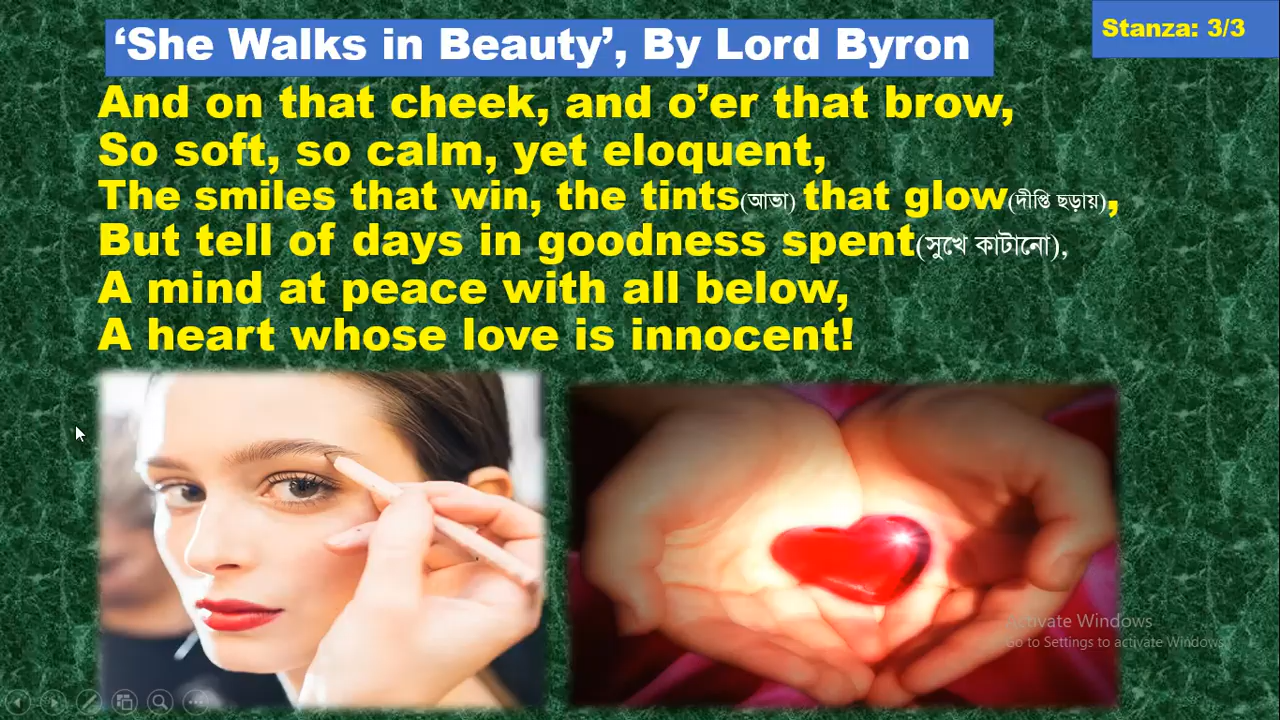 ‘She Walks in Beauty’, By Lord Byron
Stanza: 3/3
And on that cheek, and o’er that brow,
So soft, so calm, yet eloquent,
The smiles that win, the tints(আভা) that glow(দীপ্তি ছড়ায়),
But tell of days in goodness spent(সুখে কাটানো),
A mind at peace with all below,
A heart whose love is innocent!
Activate Windows
Go to Settings to activate Windows.